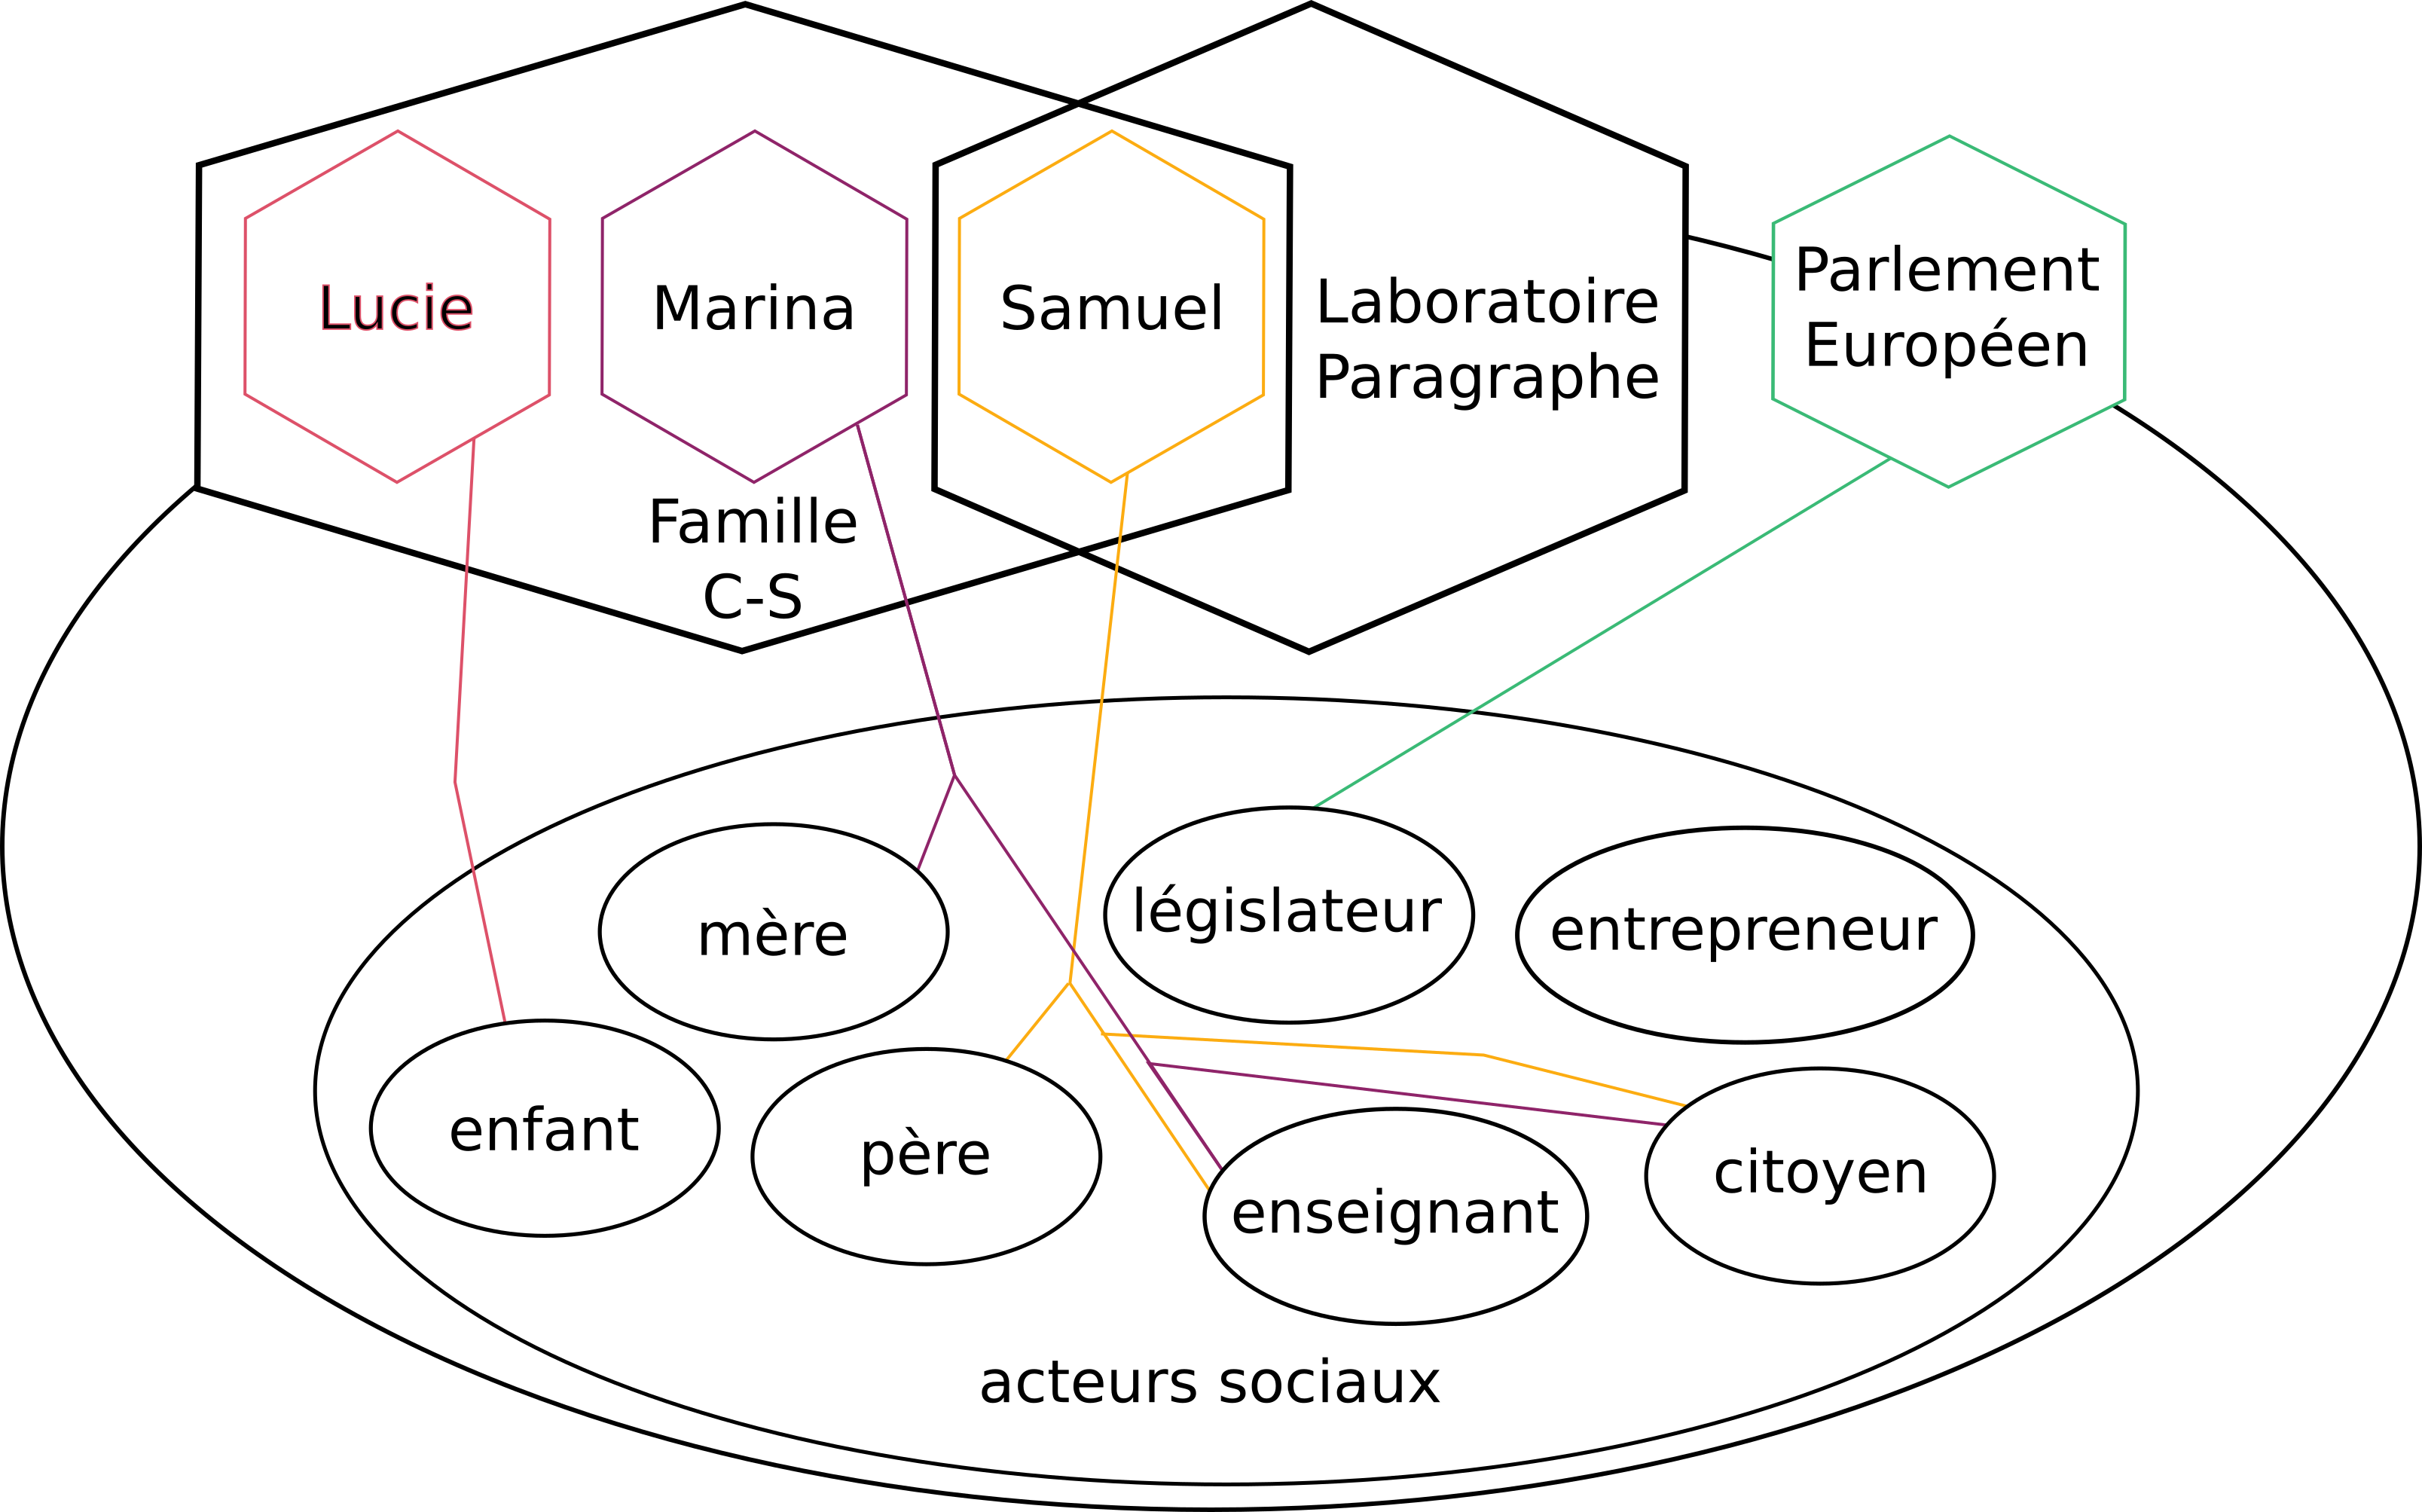 Lucie
Marina
Samuel
Laboratoire
Paragraphe
Parlement
Européen
Famille
C-S
mère
législateur
entrepreneur
enfant
père
enseignant
citoyen
acteurs sociaux